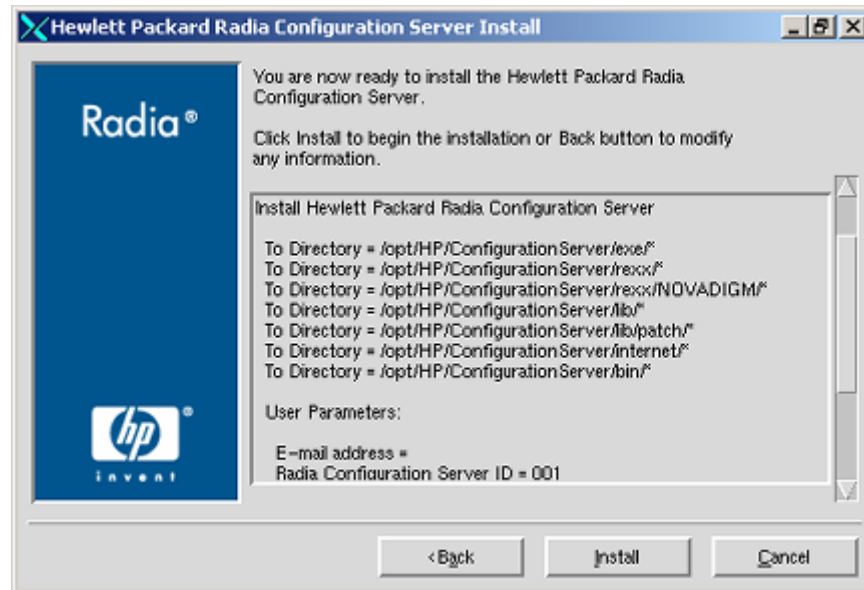 Hewlett Packard Radia Configuration Server Install
Radia®
You are now ready to install the Hewlett Packard Radia
Configuration Server.
Click Install to begin the installation or Back button to modify
any information.
Install Hewlett Packard Radia Configuration Server
To Directory = /opt/HP/ConfigurationServer/exe/*
To Directory = /opt/HP/ConfigurationServer/rexx/*
To Directory = /opt/HP/ConfigurationServer/rexx/NOVADIGM/*
To Directory = /opt/HP/ConfigurationServer/lib/*
To Directory = /opt/HP/ConfigurationServer/lib/patch/*
To Directory = /opt/HP/ConfigurationServer/internet/*
To Directory = /opt/HP/ConfigurationServer/bin/*
User Parameters:
E-mail address =
Radia Configuration Server ID = 001
hp®
invent
<Back
Install
Cancel